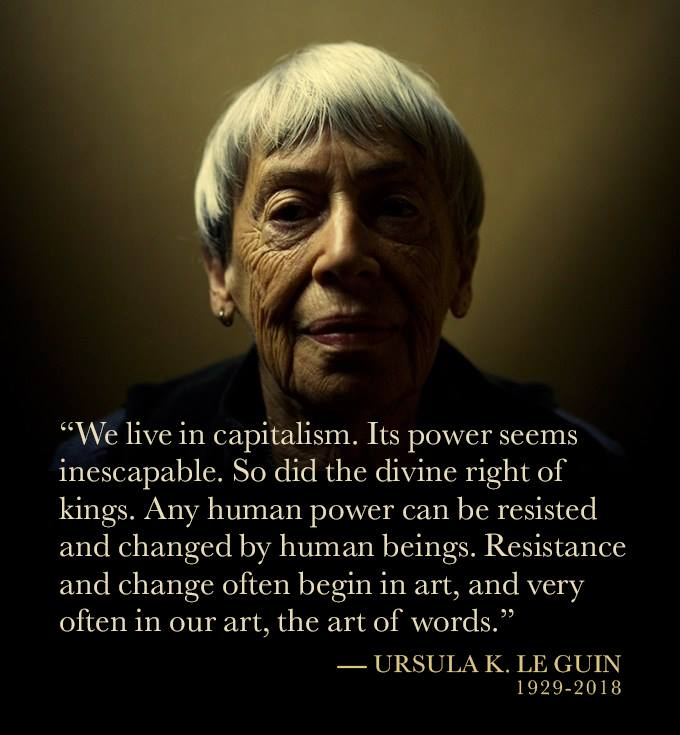 “We live in capitalism. Its power seems
inescapable. So did the divine right of
kings. Any human power can be resisted
and changed by human beings. Resistance
and change often begin in art, and very
often in our art, the art of words.”
— URSULA K. LE GUIN
1929-2018